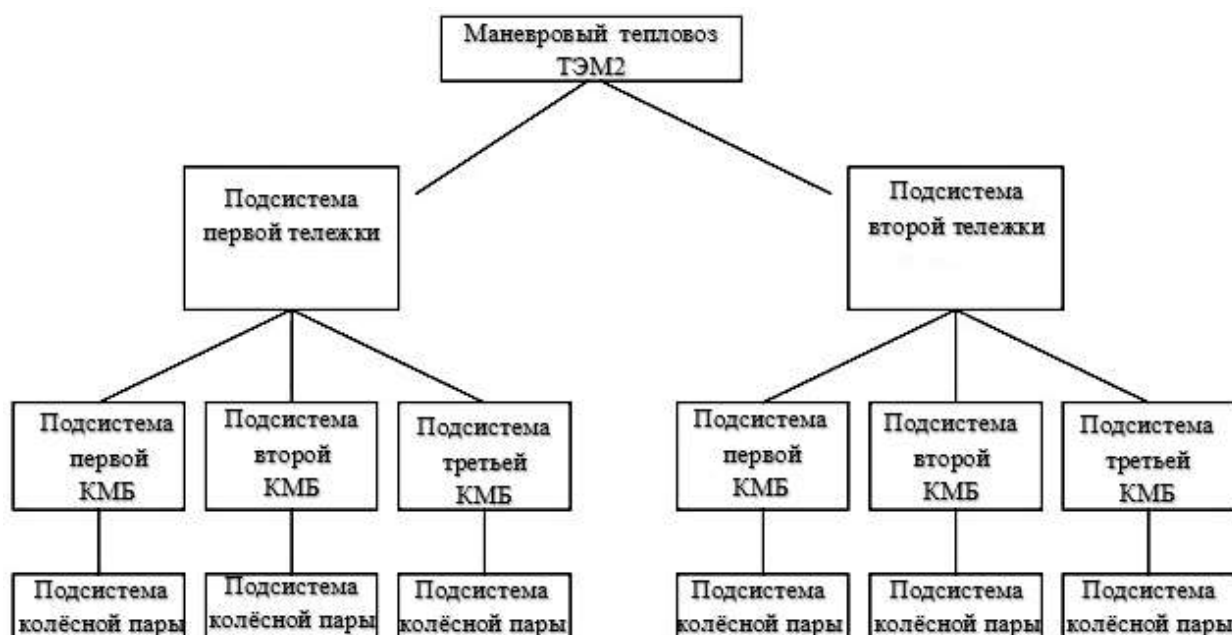 Маневровый тепловоз
ТЭМ2
Подсистема
первой тележки
Подсистема
второй тележки
Подсистема
первой
КМБ
Подсистема
второй
КМБ
Подсистема
третьей
КМБ
Подсистема
первой
КМБ
Подсистема
второй
КМБ
Подсистема
третьей
КМБ
Подсистема
колёсной пары
Подсистема
колёсной пары
Подсистема
колёсной пары
Подсистема
колёсной пары
Подсистема
колёсной пары
Подсистема
колёсной пары